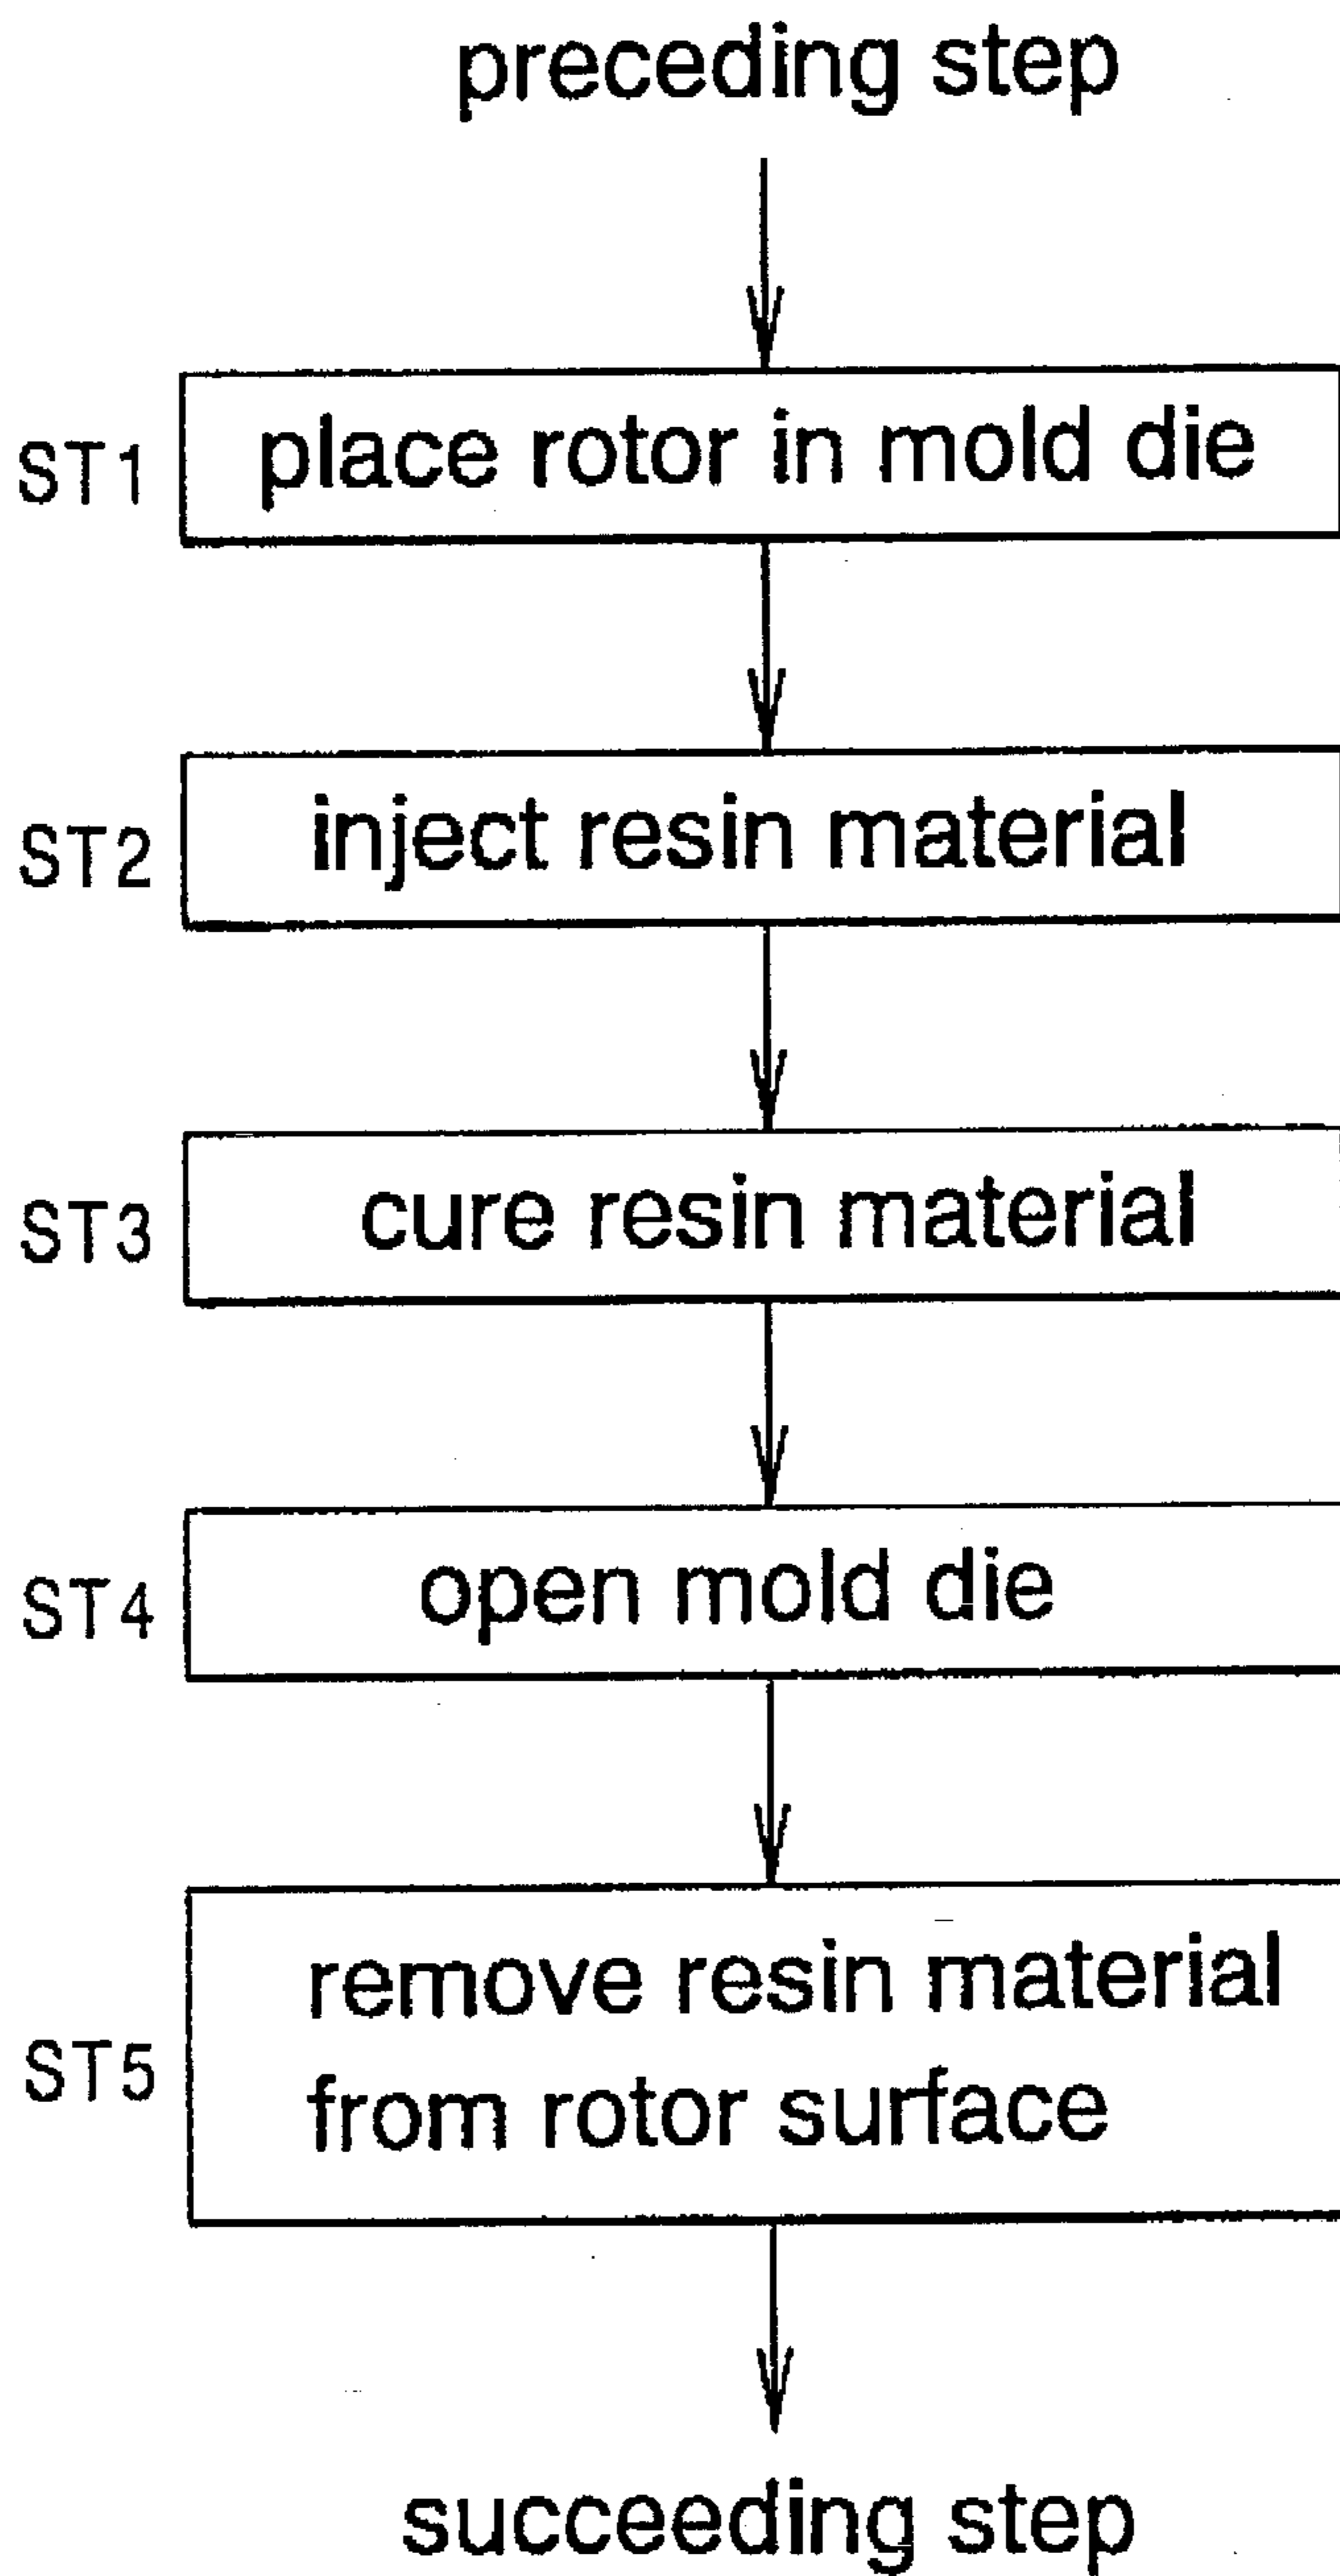 preceding step
ST1 place rotor in mold die
ST2 inject resin material
ST3 cure resin material
ST4 open mold die
ST5 remove resin material
from rotor surface
succeeding step